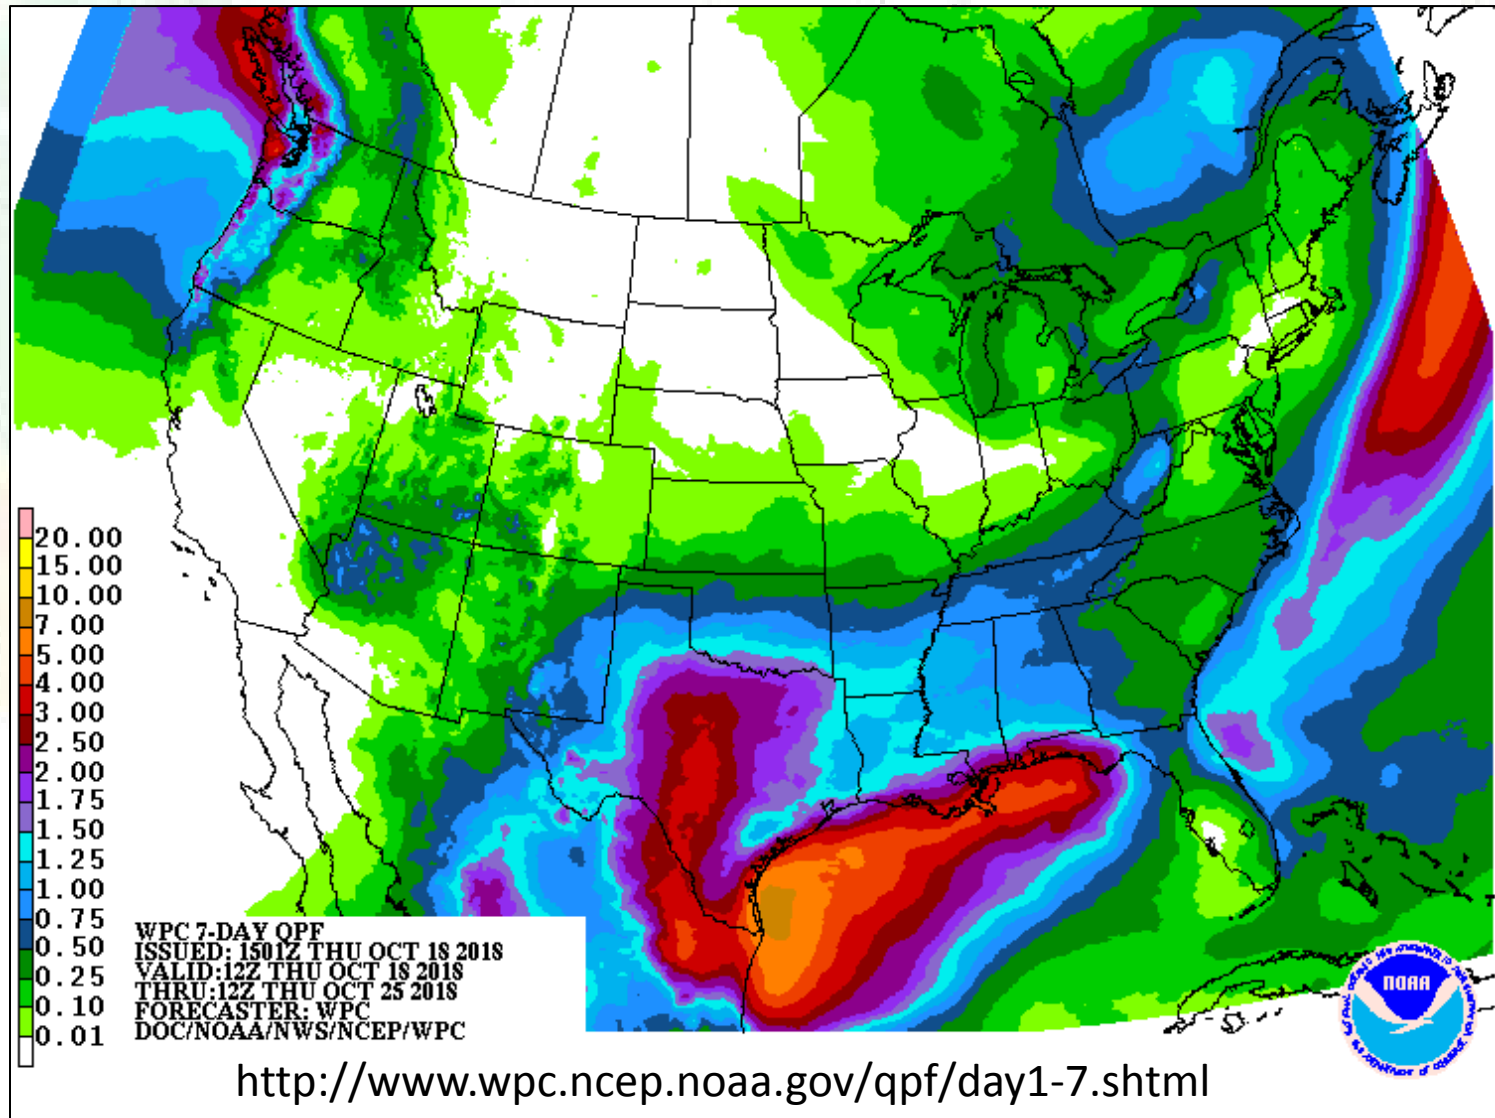 20.00
15.00
10.00
7.00
5.00
4.00
3.00
2.50
2.00
1.75
1.50
1.25
1.00
0.75
0.50
0.25
0.10
0.01
WPC 7-DAY QPF
ISSUED: 1501Z THU OCT 18 2018
VALID:12Z THU OCT 18 2018
THRU:12Z THU OCT 25 2018
FORECASTER: WPC
DOC/NOAA/NWS/NCEP/WPC
NOAA
http://www.wpc.ncep.noaa.gov/qpf/day1-7.shtml